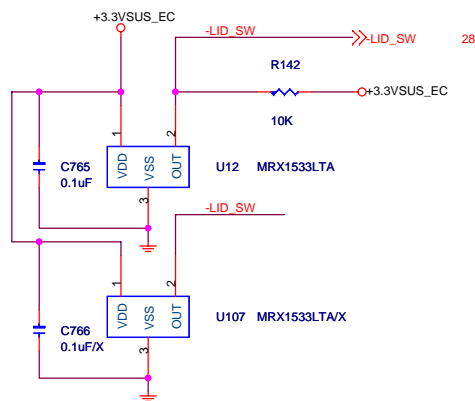 +3.3VSUS_EC
-LID_SW
-LID_SW 28
R142
+3.3VSUS_EC
10K
1
2
VDD
VSS
OUT
C765
0.1uF
U12 MRX1533LTA
3
-LID_SW
1
2
VDD
VSS
OUT
U107 MRX1533LTA/X
C766
0.1uF/X
3